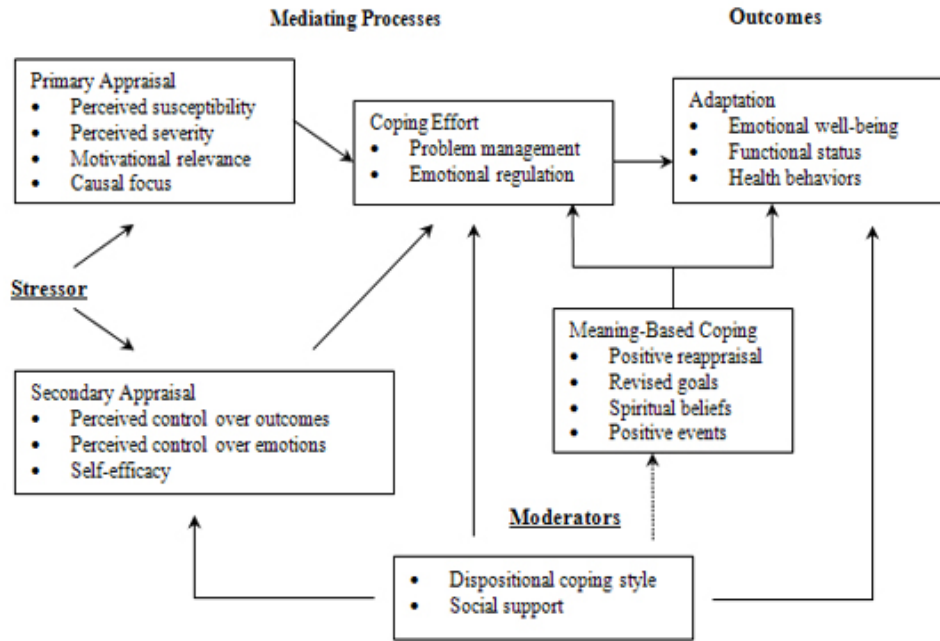 Mediating Processes
Outcomes
Primary Appraisal
• Perceived susceptibility
• Perceived severity
• Motivational relevance
• Causal focus
Coping Effort
• Problem management
• Emotional regulation
Adaptation
• Emotional well-being
• Functional status
• Health behaviors
Stressor
Meaning-Based Coping
• Positive reappraisal
• Revised goals
• Spiritual beliefs
• Positive events
Secondary Appraisal
• Perceived control over outcomes
• Perceived control over emotions
• Self-efficacy
Moderators
• Dispositional coping style
• Social support